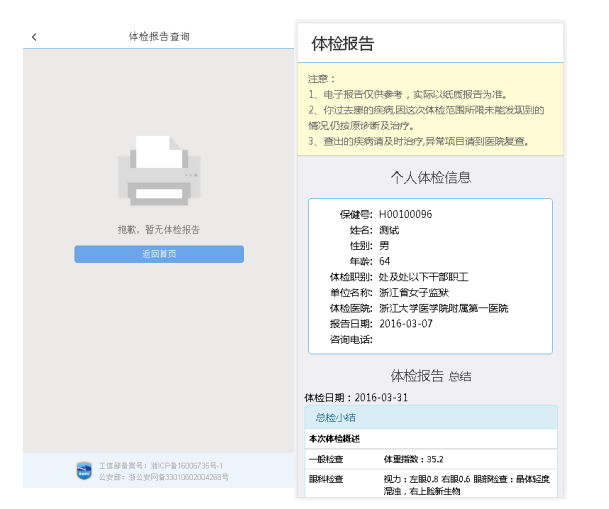 体检报告查询
抱歉，暂无体检报告
返回首页
工信部备案号：浙ICP备16006735号-1
公安部：浙公安网备33010602004268号
体检报告
注意：
1、电子报告仅供参考，实际以纸质报告为准。
2、你过去患的疾病,因这次体检范围所限未能发现到的
情况,仍按原诊断及治疗。
3、查出的疾病请及时治疗,异常项目请到医院复查。
个人体检信息
保健号: H00100096
姓名: 测试
性别: 男
年龄: 64
体检职别: 处及处以下干部职工
单位名称: 浙江省女子监狱
体检医院: 浙江大学医学院附属第一医院
报告日期: 2016-03-07
咨询电话:
体检报告 总结
体检日期：2016-03-31
总检小结
本次体检概述
一般检查 体重指数：35.2
眼科检查 视力：左眼0.8 右眼0.6 眼部检查：晶体轻度
混浊，右上睑新生物